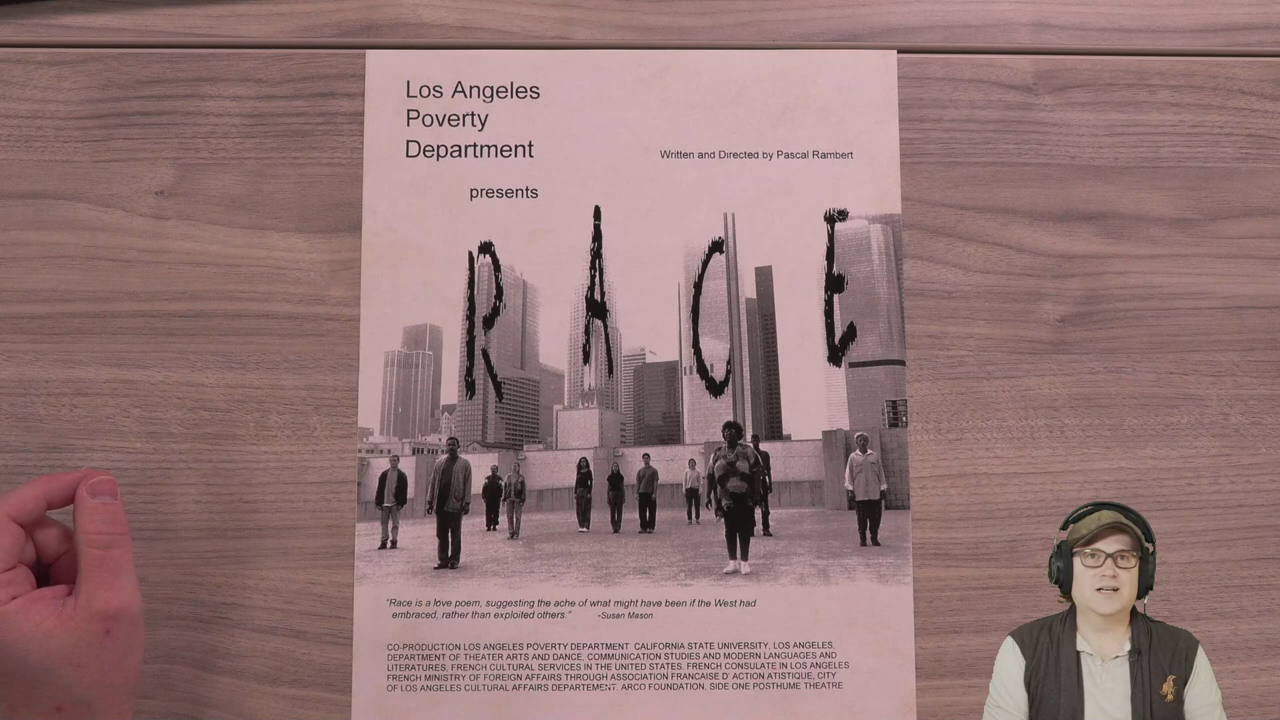 Los Angeles
Poverty
Department
Written and Directed by Pascal Rambert
presents
RACE
"Race is a love poem, suggesting the ache of what might have been if the West had
embraced, rather than exploited others." -Susan Mason
CO-PRODUCTION LOS ANGELES POVERTY DEPARTMENT CALIFORNIA STATE UNIVERSITY, LOS ANGELES,
DEPARTMENT OF THEATER ARTS AND DANCE, COMMUNICATION STUDIES AND MODERN LANGUAGES AND
LITERATURES, FRENCH CULTURAL SERVICES IN THE UNITED STATES. FRENCH CONSULATE IN LOS ANGELES
FRENCH MINISTRY OF FOREIGN AFFAIRS THROUGH ASSOCIATION FRANCAISE D' ACTION ATISTIQUE, CITY
OF LOS ANGELES CULTURAL AFFAIRS DEPARTEMENT. ARCO FOUNDATION, SIDE ONE POSTHUME THEATRE